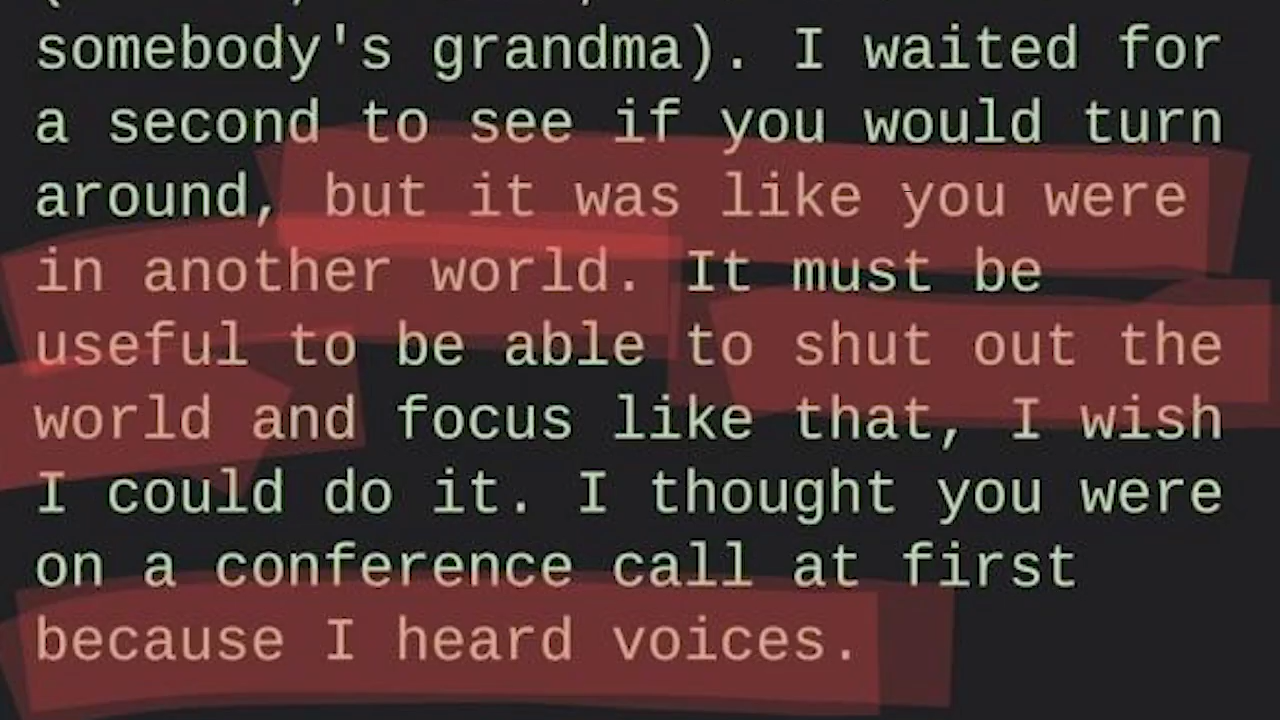 somebody's grandma). I waited for
a second to see if you would turn
around, but it was like you were
in another world. It must be
useful to be able to shut out the
world and focus like that, I wish
I could do it. I thought you were
on a conference call at first
because I heard voices.